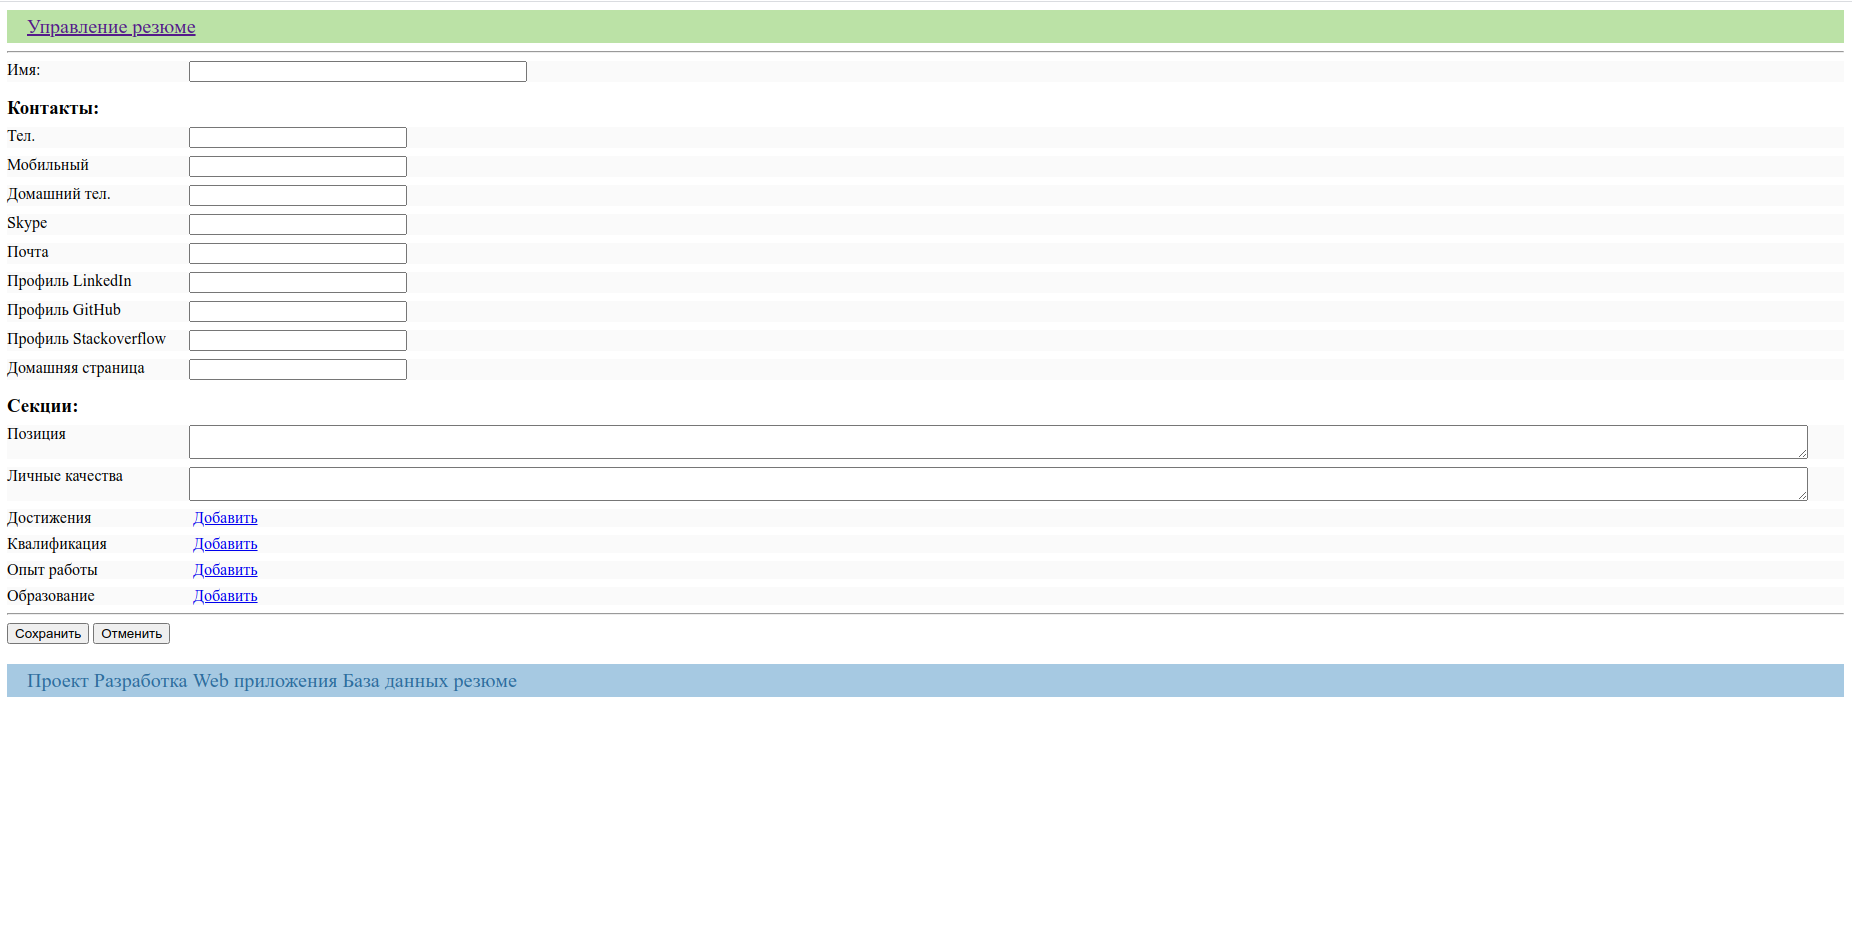 Управление резюме
Имя:
Контакты:
Тел.
Мобильный
Домашний тел.
Skype
Почта
Профиль LinkedIn
Профиль GitHub
Профиль Stackoverflow
Домашняя страница
Секции:
Позиция
Личные качества
Достижения Добавить
Квалификация Добавить
Опыт работы Добавить
Образование Добавить
Сохранить Отменить
Проект Разработка Web приложения База данных резюме